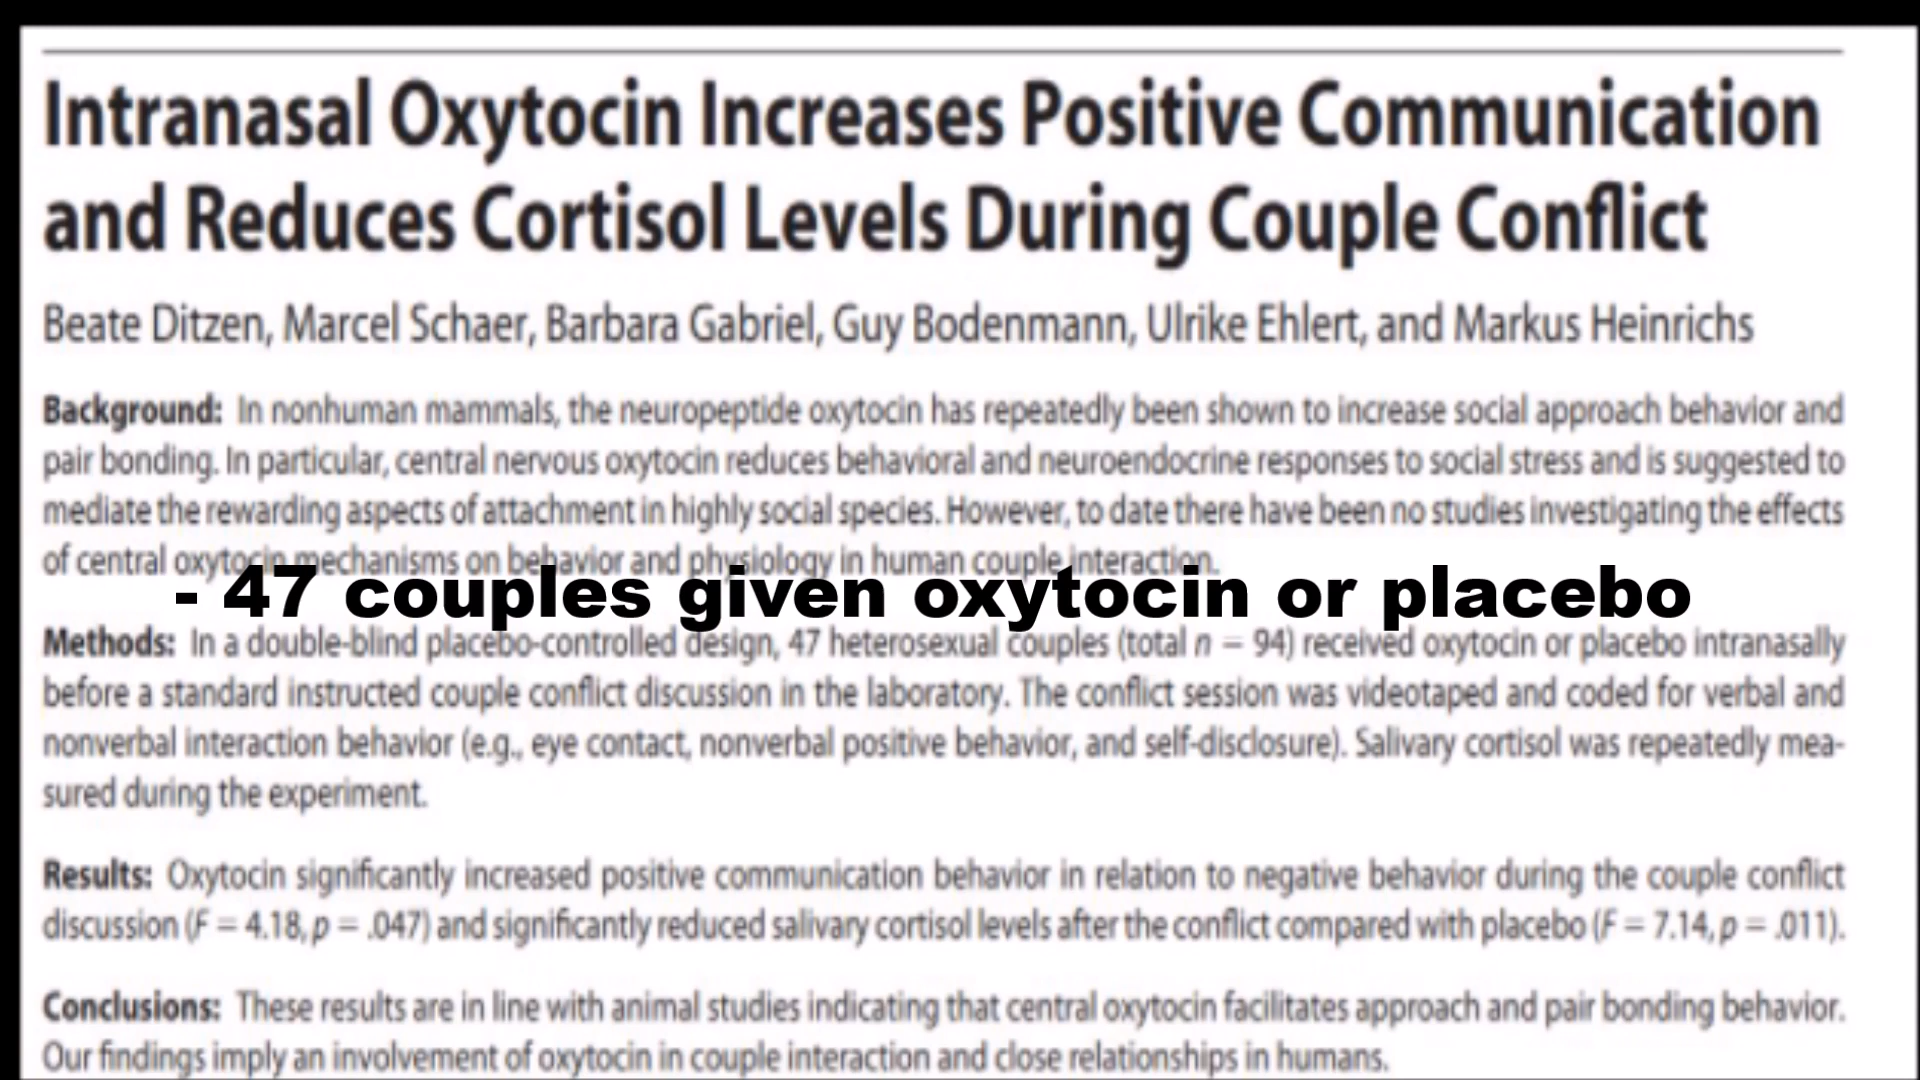 Intranasal Oxytocin Increases Positive Communication
and Reduces Cortisol Levels During Couple Conflict
Beate Ditzen, Marcel Schaer, Barbara Gabriel, Guy Bodenmann, Ulrike Ehlert, and Markus Heinrichs
Background: In nonhuman mammals, the neuropeptide oxytocin has repeatedly been shown to increase social approach behavior and
pair bonding. In particular, central nervous oxytocin reduces behavioral and neuroendocrine responses to social stress and is suggested to
mediate the rewarding aspects of attachment in highly social species. However, to date there have been no studies investigating the effects
of central oxytocin mechanisms on behavior and physiology in human couple interaction.
- 47 couples given oxytocin or placebo
Methods: In a double-blind placebo-controlled design, 47 heterosexual couples (total n = 94) received oxytocin or placebo intranasally
before a standard instructed couple conflict discussion in the laboratory. The conflict session was videotaped and coded for verbal and
nonverbal interaction behavior (e.g., eye contact, nonverbal positive behavior, and self-disclosure). Salivary cortisol was repeatedly mea-
sured during the experiment.
Results: Oxytocin significantly increased positive communication behavior in relation to negative behavior during the couple conflict
discussion (F = 4.18, p = .047) and significantly reduced salivary cortisol levels after the conflict compared with placebo (F = 7.14, p = .011).
Conclusions: These results are in line with animal studies indicating that central oxytocin facilitates approach and pair bonding behavior.
Our findings imply an involvement of oxytocin in couple interaction and close relationships in humans.